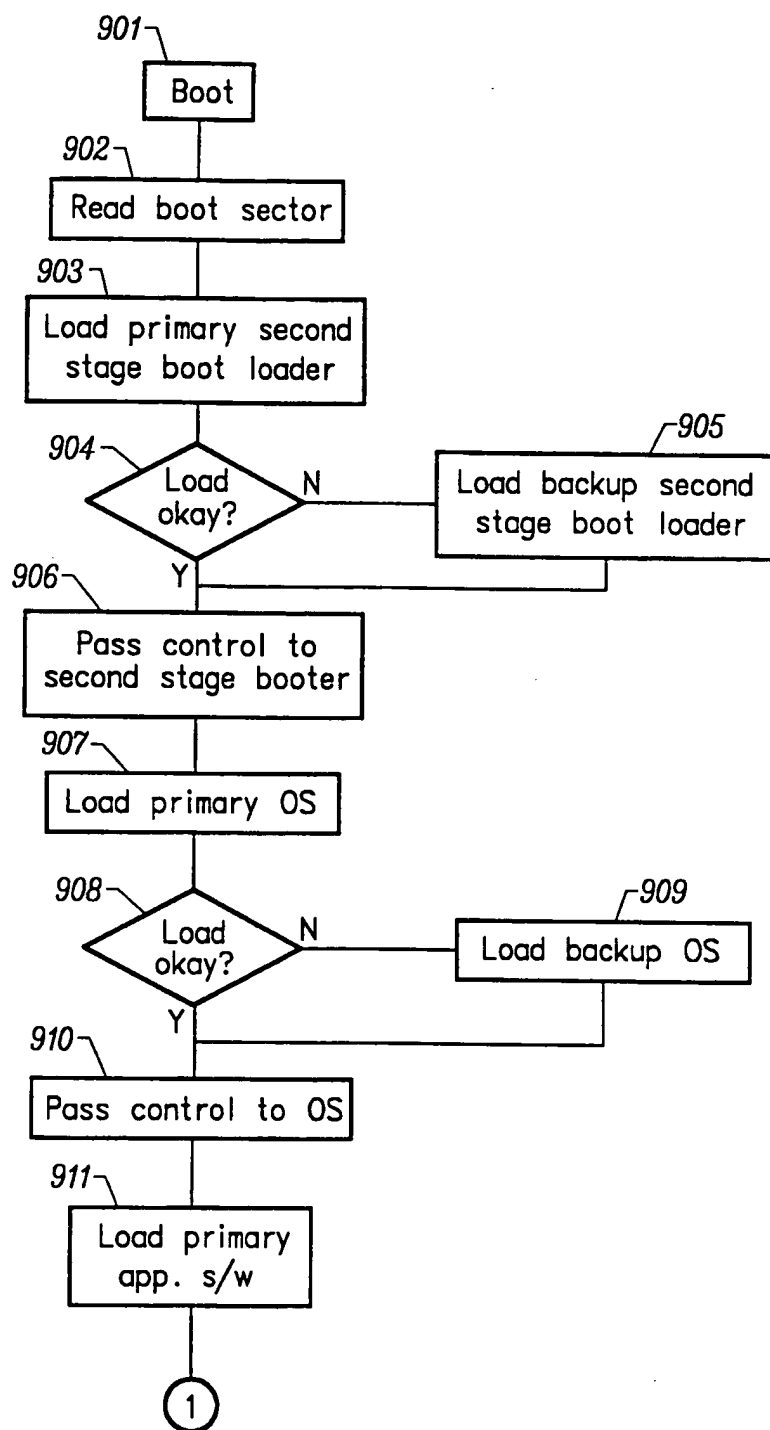 901
Boot
902
Read boot sector
903
Load primary second
stage boot loader
904
Load
okay?
N
Y
905
Load backup second
stage boot loader
906
Pass control to
second stage booter
907
Load primary OS
908
Load
okay?
N
Y
909
Load backup OS
910
Pass control to OS
911
Load primary
app. s/w
1